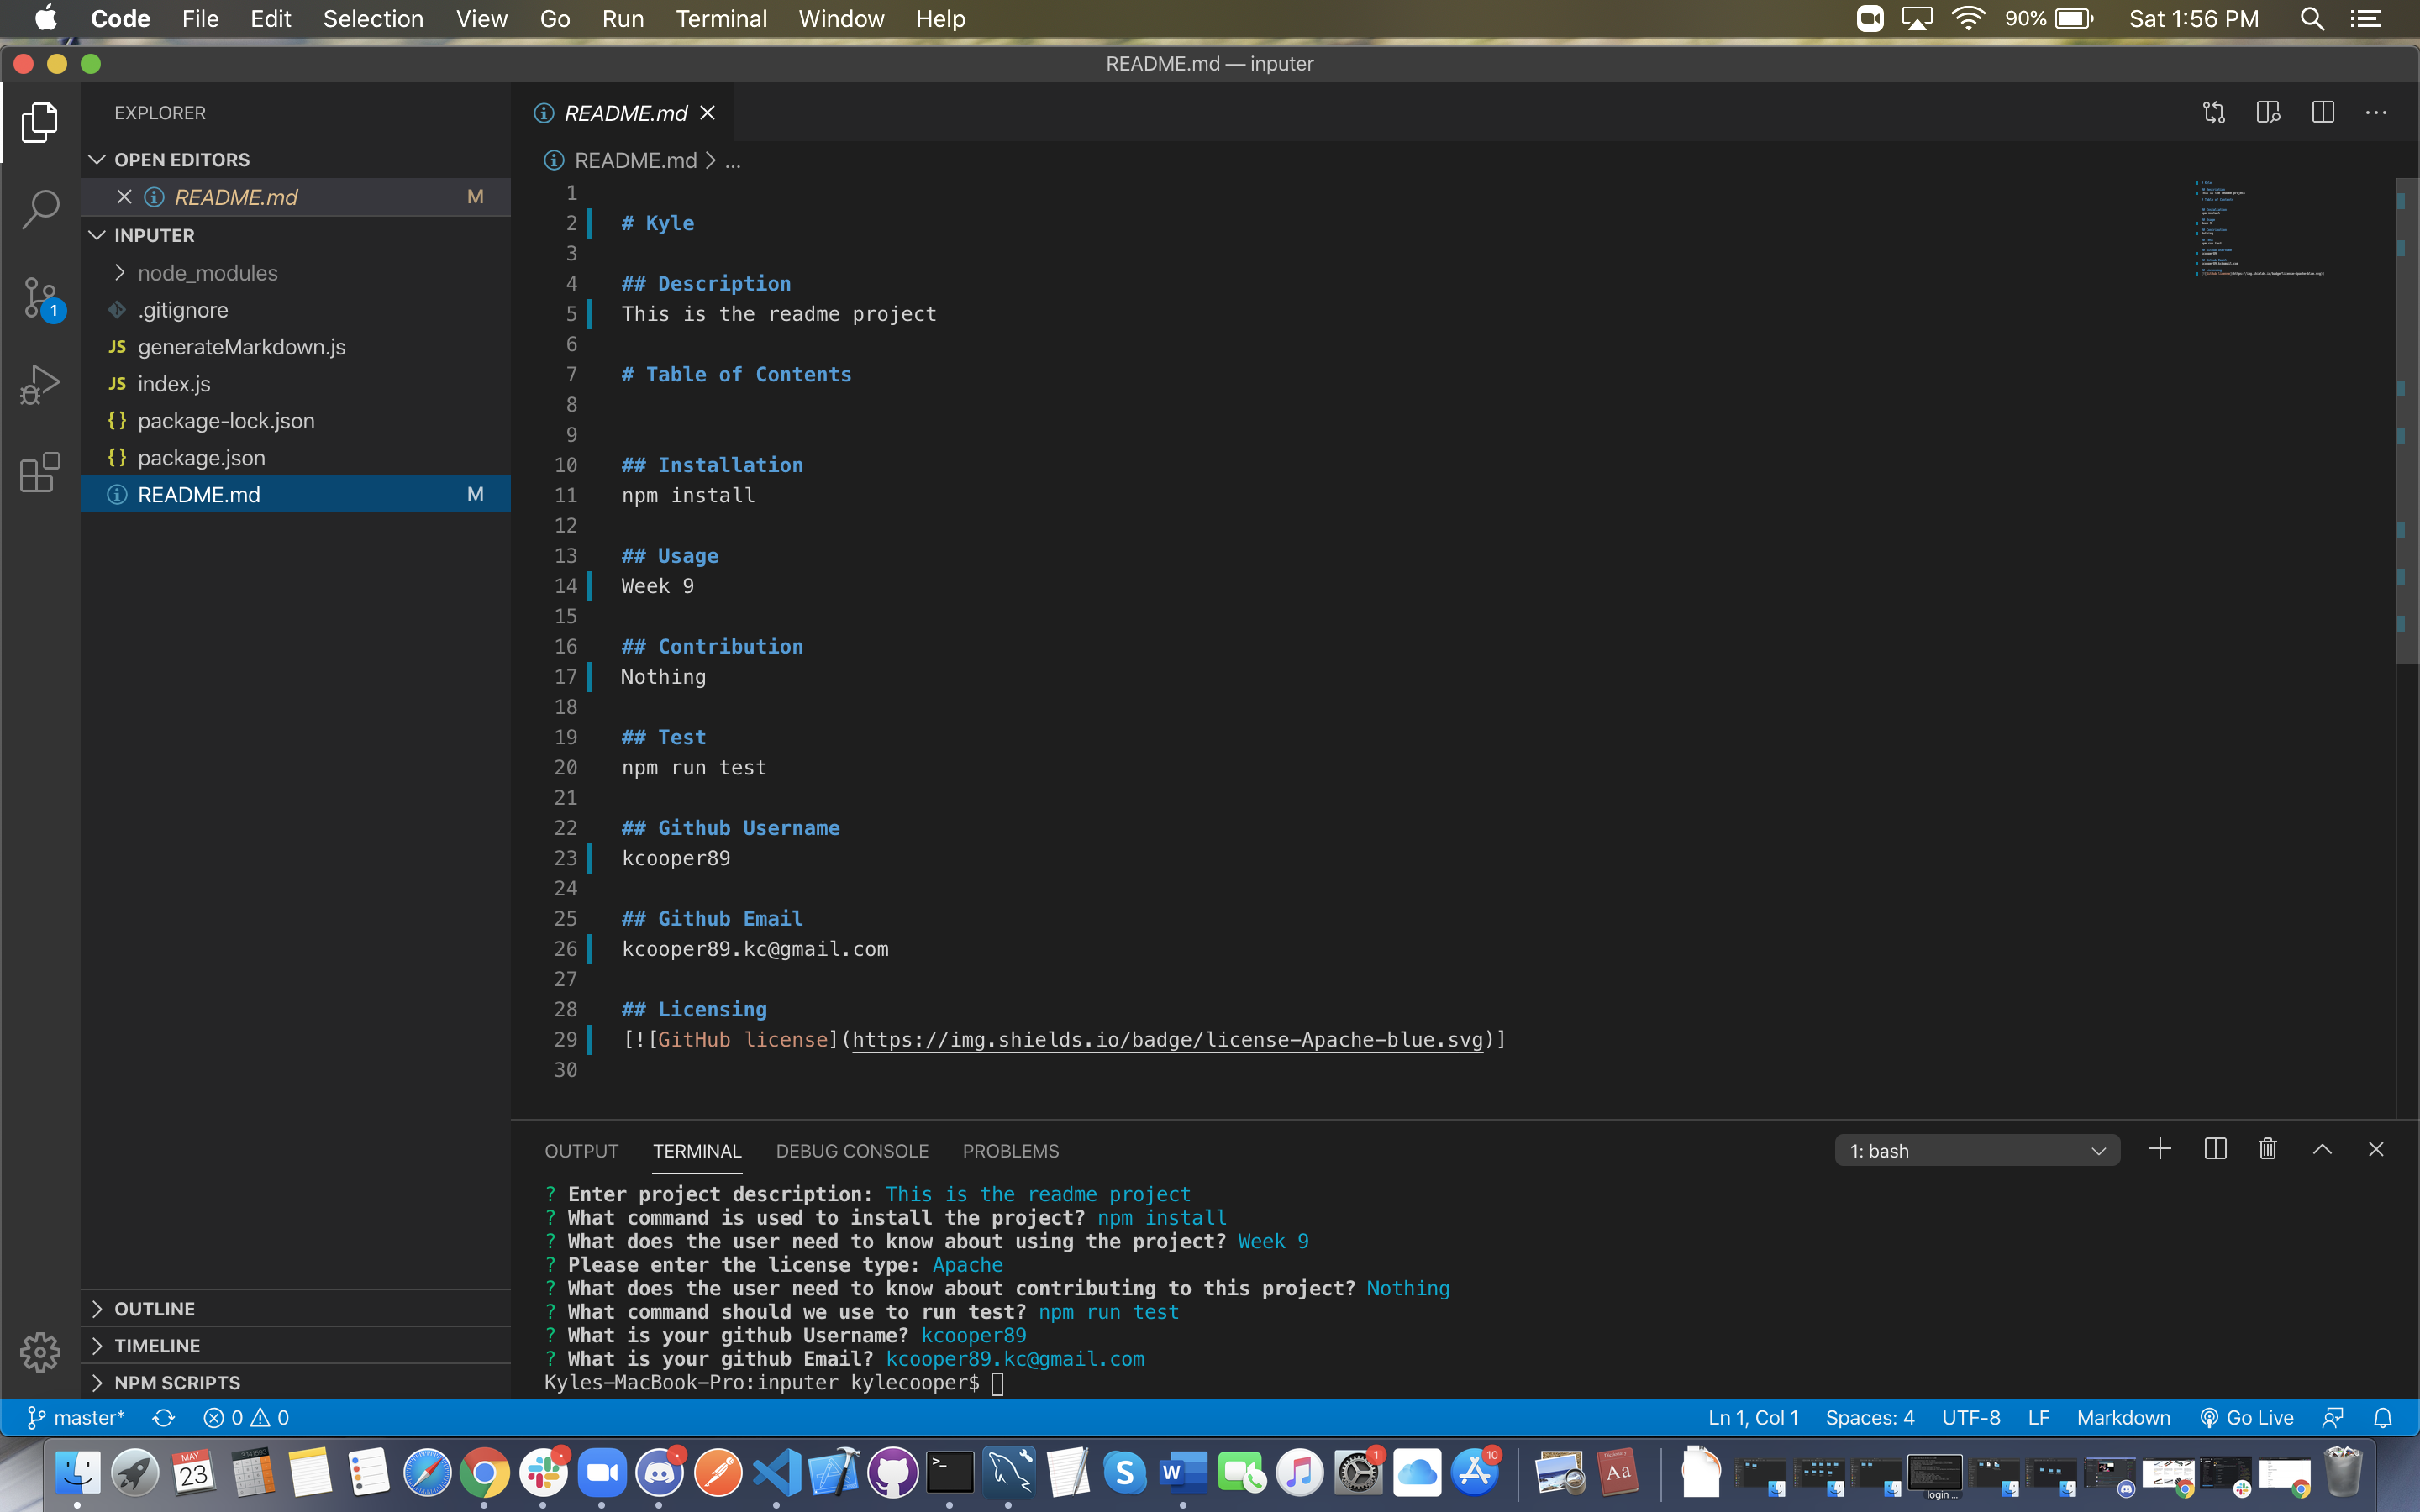 Code File Edit Selection View Go Run Terminal Window Help 90% Sat 1:56 PM
README.md — inputer
EXPLORER
OPEN EDITORS
README.md M
INPUTER
node_modules
.gitignore
JS generateMarkdown.js
JS index.js
{} package-lock.json
{} package.json
README.md M
OUTLINE
TIMELINE
NPM SCRIPTS
1
README.md
README.md > ...
1
2 # Kyle
3
4 ## Description
5 This is the readme project
6
7 # Table of Contents
8
9
10 ## Installation
11 npm install
12
13 ## Usage
14 Week 9
15
16 ## Contribution
17 Nothing
18
19 ## Test
20 npm run test
21
22 ## Github Username
23 kcooper89
24
25 ## Github Email
26 kcooper89.kc@gmail.com
27
28 ## Licensing
29 [![GitHub license](https://img.shields.io/badge/license-Apache-blue.svg)]
30
OUTPUT TERMINAL DEBUG CONSOLE PROBLEMS 1: bash
? Enter project description: This is the readme project
? What command is used to install the project? npm install
? What does the user need to know about using the project? Week 9
? Please enter the license type: Apache
? What does the user need to know about contributing to this project? Nothing
? What command should we use to run test? npm run test
? What is your github Username? kcooper89
? What is your github Email? kcooper89.kc@gmail.com
Kyles-MacBook-Pro:inputer kylecooper$
master* 0 0 Ln 1, Col 1 Spaces: 4 UTF-8 LF Markdown Go Live
MAY
23
>_
S
W
1
10
Aa
login ...